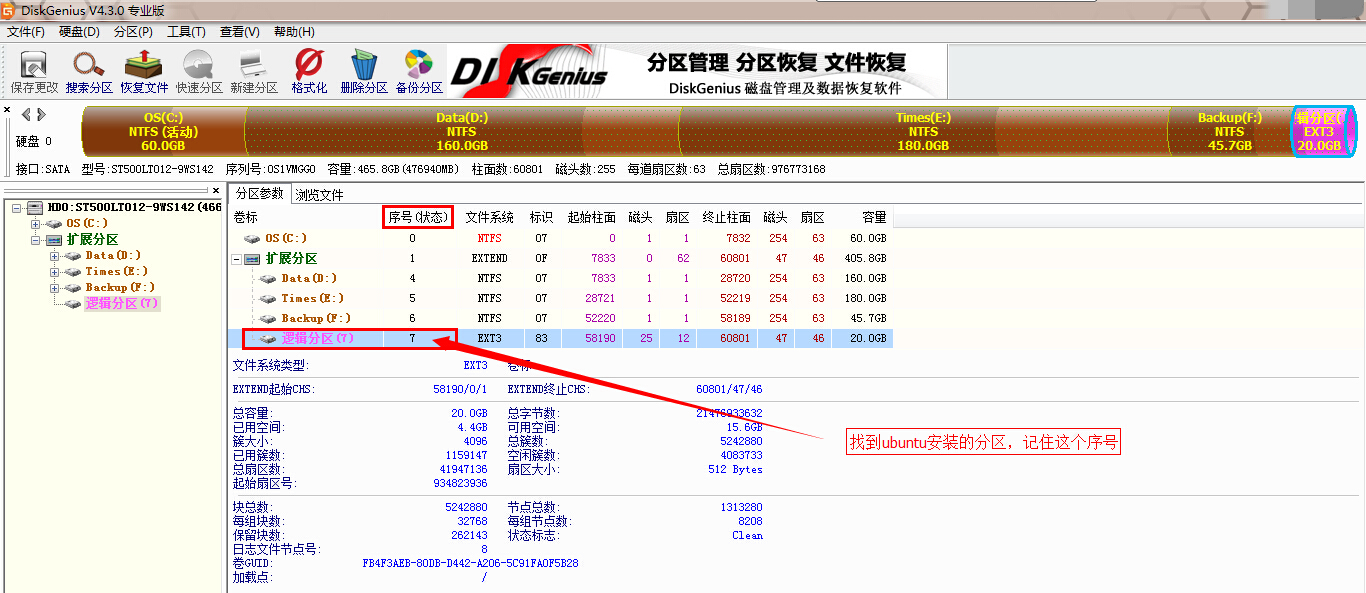 DiskGenius V4.3.0 专业版
文件(F) 硬盘(D) 分区(P) 工具(T) 查看(V) 帮助(H)
保存更改 搜索分区 恢复文件 快速分区 新建分区 格式化 删除分区 备份分区
DISKGENIUS
分区管理 分区恢复 文件恢复
DiskGenius 磁盘管理及数据恢复软件
硬盘 0
OS(C:)
NTFS (活动)
60.0GB
Data(D:)
NTFS
160.0GB
Times(E:)
NTFS
180.0GB
Backup(F:)
NTFS
45.7GB
辑分区(
EXT3
20.0GB
接口:SATA 型号:ST500LT012-9WS142 序列号:0S1VMGG0 容量:465.8GB(476940MB) 柱面数:60801 磁头数:255 每道扇区数:63 总扇区数:976773168
HD0:ST500LT012-9WS142(466
OS(C:)
扩展分区
Data(D:)
Times(E:)
Backup(F:)
逻辑分区(7)
分区参数 浏览文件
卷标 序号(状态) 文件系统 标识 起始柱面 磁头 扇区 终止柱面 磁头 扇区 容量
OS(C:) 0 NTFS 07 0 1 1 7832 254 63 60.0GB
扩展分区 1 EXTEND 0F 7833 0 62 60801 47 46 405.8GB
Data(D:) 4 NTFS 07 7833 1 1 28720 254 63 160.0GB
Times(E:) 5 NTFS 07 28721 1 1 52219 254 63 180.0GB
Backup(F:) 6 NTFS 07 52220 1 1 58189 254 63 45.7GB
逻辑分区(7) 7 EXT3 83 58190 25 12 60801 47 46 20.0GB
文件系统类型: EXT3 卷标:
EXTEND起始CHS: 58190/0/1 EXTEND终止CHS: 60801/47/46
总容量: 20.0GB 总字节数: 21476933632
已用空间: 4.4GB 可用空间: 15.6GB
簇大小: 4096 总簇数: 5242880
已用簇数: 1159147 空闲簇数: 4083733
总扇区数: 41947136 扇区大小: 512 Bytes
起始扇区号: 934823936
找到ubuntu安装的分区，记住这个序号
块总数: 5242880 节点总数: 1313280
每组块数: 32768 每组节点数: 8208
保留块数: 262143 状态标志: Clean
日志文件节点号: 8
卷GUID: FB4F3AEB-80DB-D442-A206-5C91FA0F5B28
加载点: /